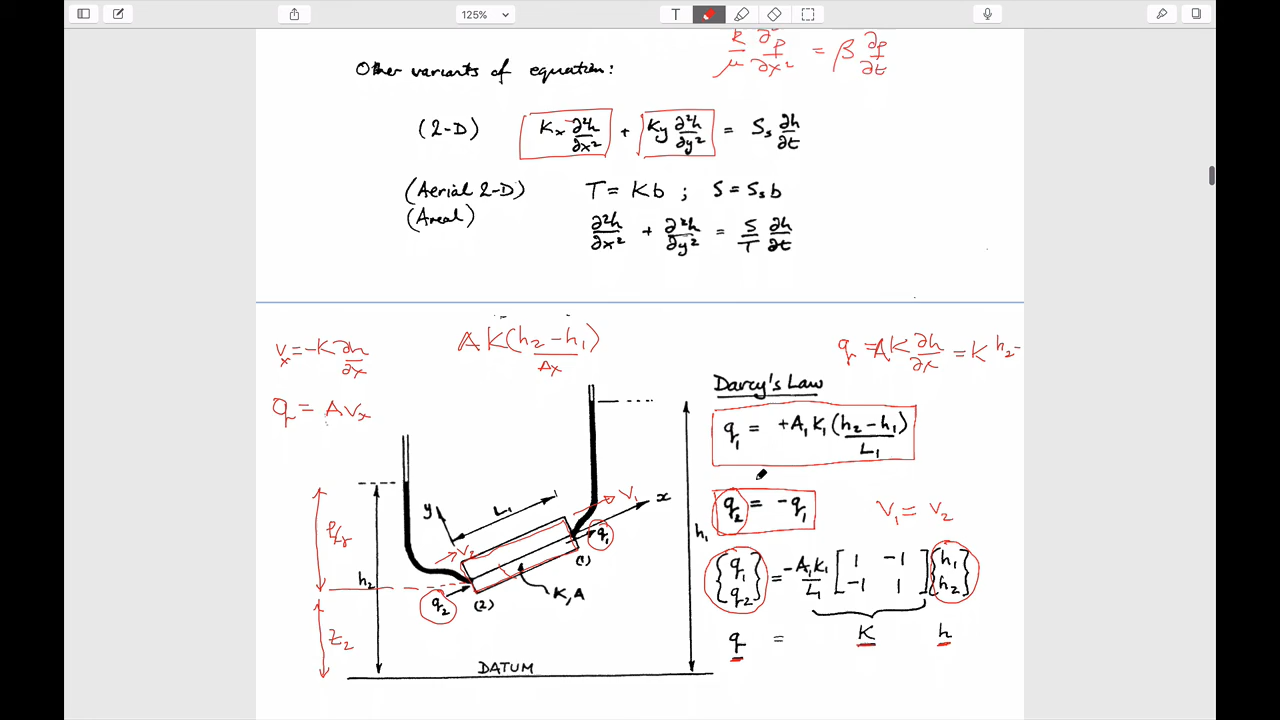 125%
T
k/μ ∂²p/∂x² = β ∂p/∂t
Other variants of equation:
(2-D) Kx ∂²h/∂x² + Ky ∂²h/∂y² = Ss ∂h/∂t
(Aerial 2-D) T = Kb ; S = Ss b
(Areal)
∂²h/∂x² + ∂²h/∂y² = S/T ∂h/∂t
vx = -K ∂h/∂x
AK(h2 - h1)/Δx
q = AK ∂h/∂x = K h2-
q = A vx
Darcy's Law
q1 = +A1 K1 (h2 - h1)/L1
q2 = -q1
v1 = v2
{q1 q2} = -A1K1/L1 [1 -1 -1 1] {h1 h2}
q = K h
P/γ
h2
Z2
y
L1
V1
x
V2
q1
(1)
h1
q2
(2)
K,A
DATUM